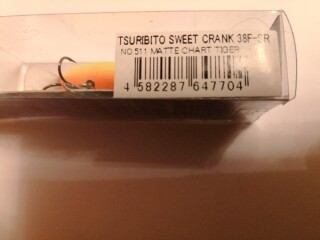 TSURIBITO SWEET CRANK 38F-SR
NO.511 MATTE CHART TIGER
4 582287 647704